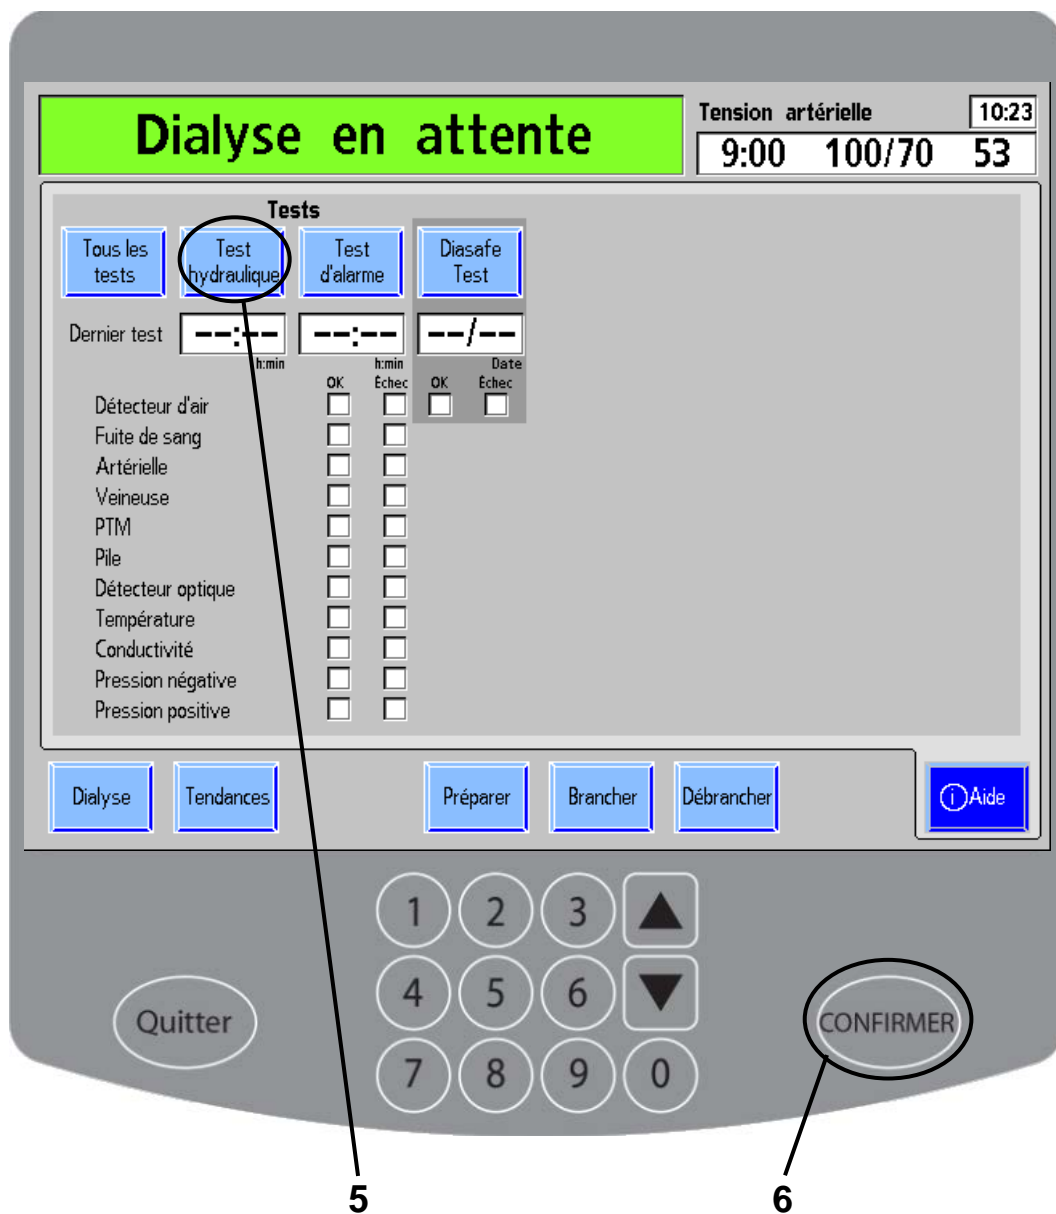 Dialyse en attente
Tension artérielle 10:23
9:00 100/70 53
Tests
Tous les tests
Test hydraulique
Test d'alarme
Diasafe Test
Dernier test --:-- --:-- --/--
h:min h:min Date
OK Échec OK Échec
Détecteur d'air
Fuite de sang
Artérielle
Veineuse
PTM
Pile
Détecteur optique
Température
Conductivité
Pression négative
Pression positive
Dialyse Tendances Préparer Brancher Débrancher iAide
1 2 3
4 5 6
Quitter CONFIRMER
7 8 9 0
5 6